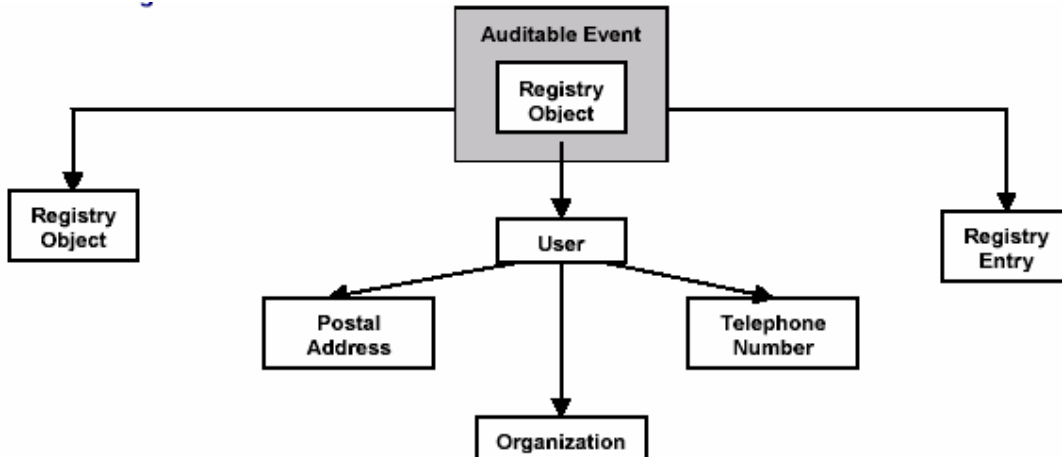 Auditable Event
Registry
Object
Registry
Object
User
Registry
Entry
Postal
Address
Telephone
Number
Organization